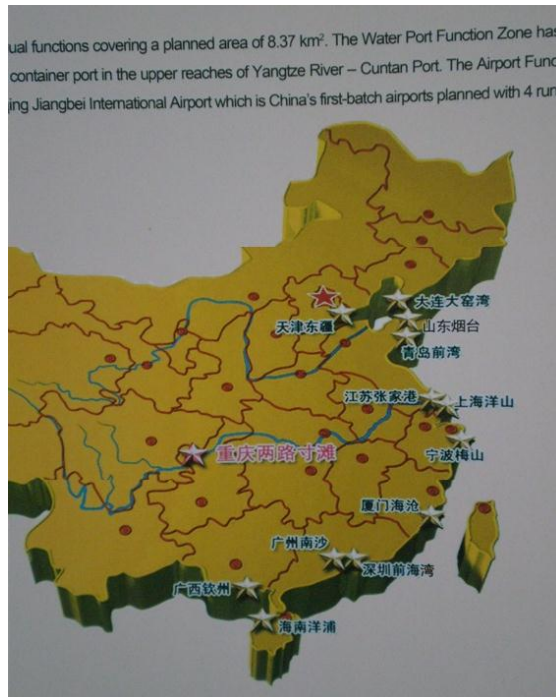 ual functions covering a planned area of 8.37 km². The Water Port Function Zone has
container port in the upper reaches of Yangtze River – Cuntan Port. The Airport Func
jing Jiangbei International Airport which is China's first-batch airports planned with 4 run
大连大窑湾
天津东疆
山东烟台
青岛前湾
江苏张家港
上海洋山
重庆两路寸滩
宁波梅山
厦门海沧
广州南沙
深圳前海湾
广西钦州
海南洋浦